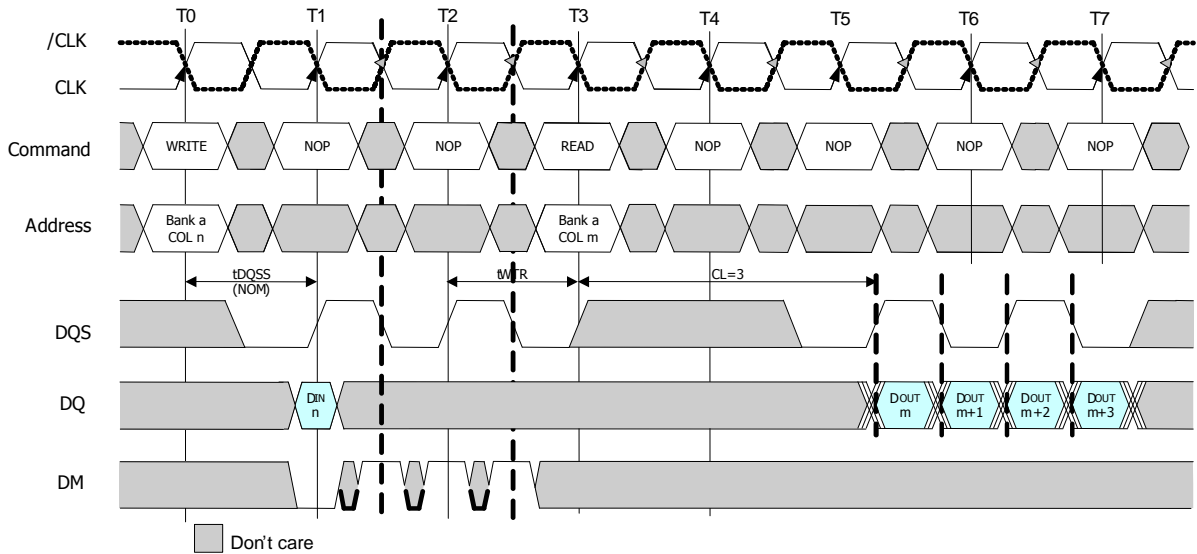 T0 T1 T2 T3 T4 T5 T6 T7
/CLK
CLK
Command WRITE NOP NOP READ NOP NOP NOP NOP
Address
Bank a
COL n
Bank a
COL m
tDQSS
(NOM)
tWTR
CL=3
DQS
DQ
DIN
n
DOUT
m
DOUT
m+1
DOUT
m+2
DOUT
m+3
DM
Don't care